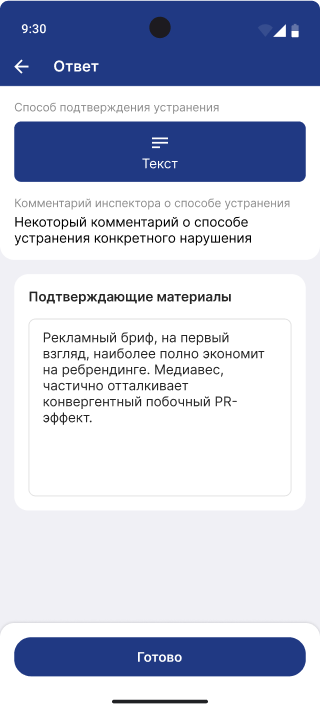 9:30
Ответ
Способ подтверждения устранения
Текст
Комментарий инспектора о способе устранения
Некоторый комментарий о способе
устранения конкретного нарушения
Подтверждающие материалы
Рекламный бриф, на первый
взгляд, наиболее полно экономит
на ребрендинге. Медиавес,
частично отталкивает
конвергентный побочный PR-
эффект.
Готово